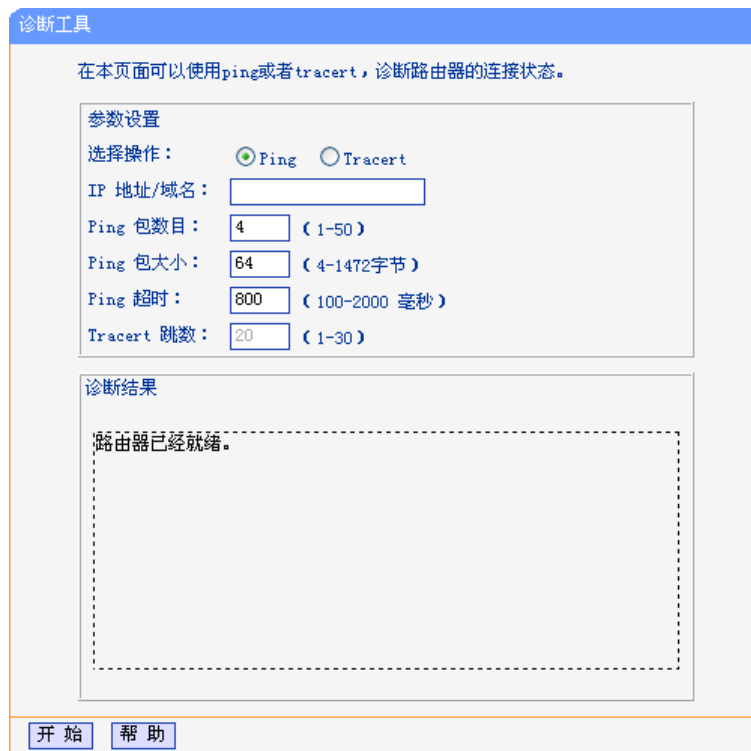 诊断工具
在本页面可以使用ping或者tracert，诊断路由器的连接状态。
参数设置
选择操作： Ping Tracert
IP 地址/域名：
Ping 包数目： 4 (1-50)
Ping 包大小： 64 (4-1472字节)
Ping 超时： 800 (100-2000 毫秒)
Tracert 跳数： 20 (1-30)
诊断结果
路由器已经就绪。
开 始 帮 助